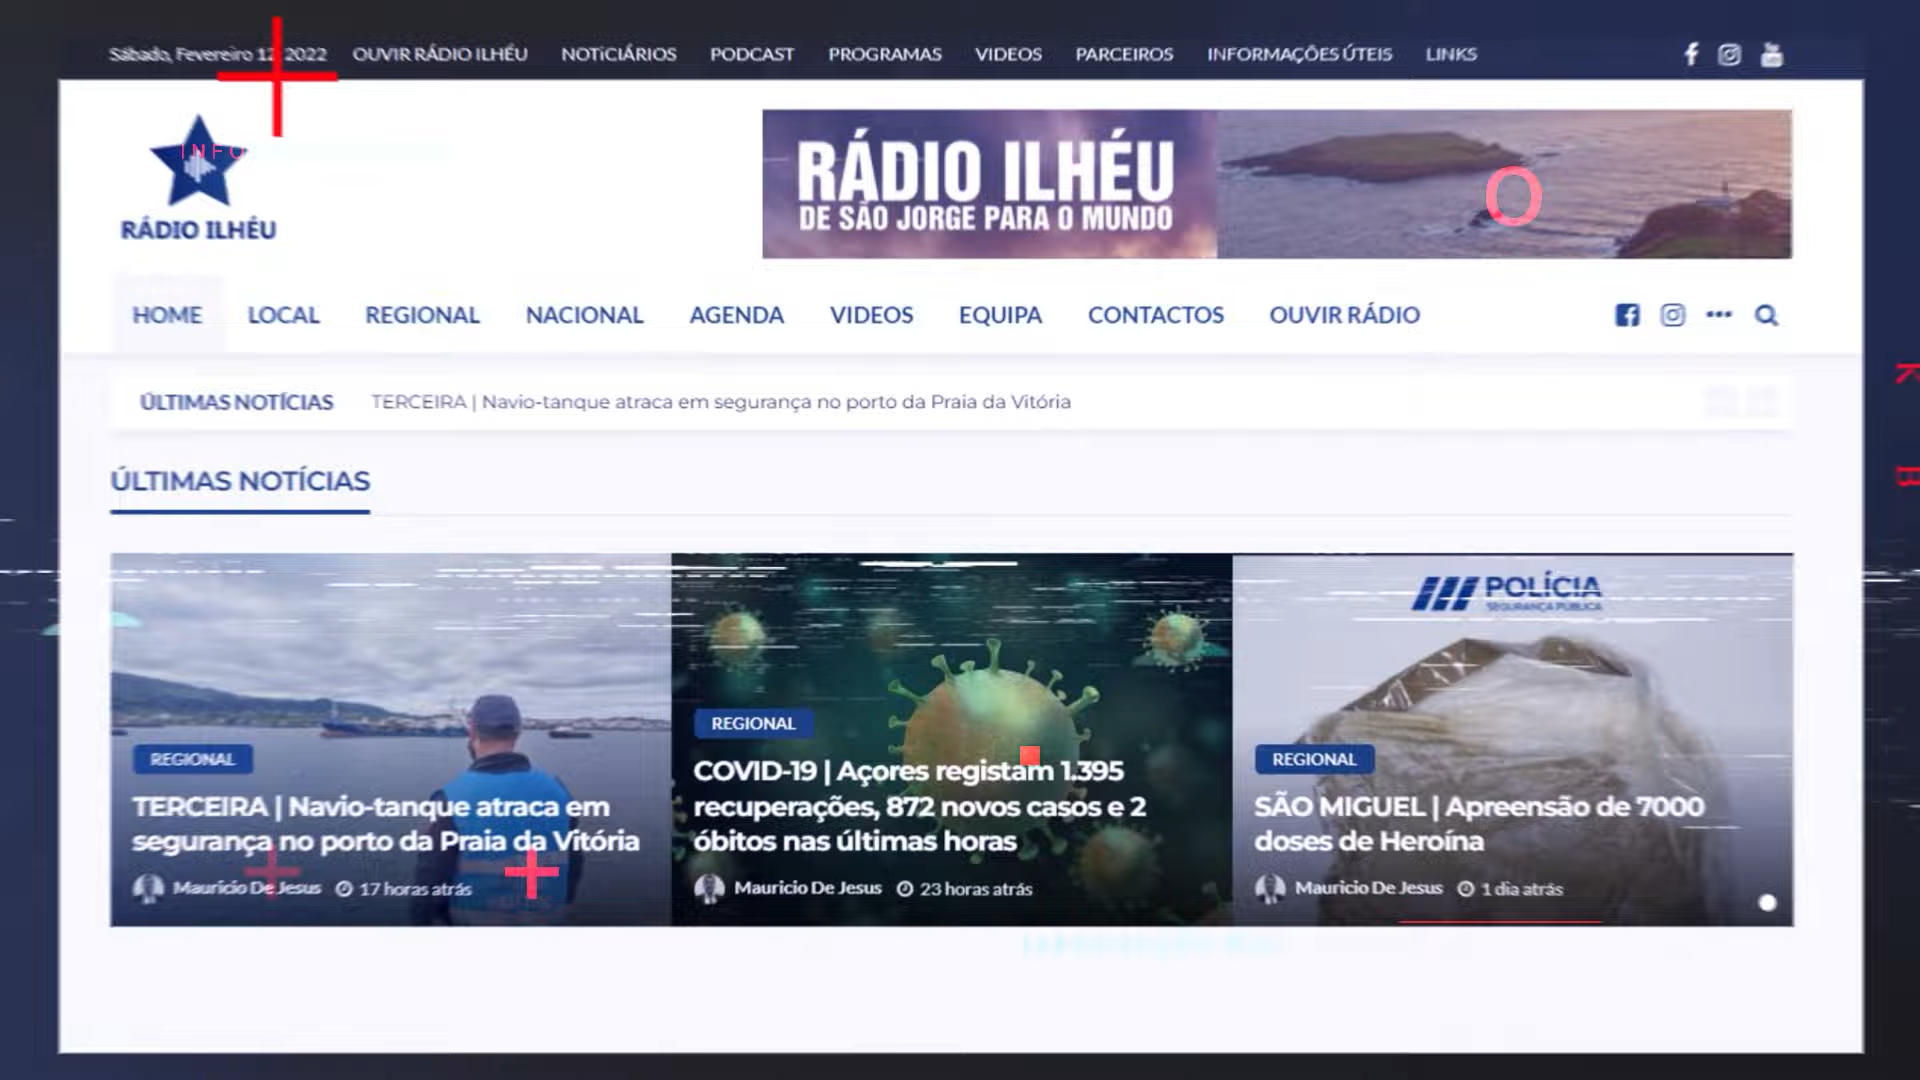 Sábado, Fevereiro 12, 2022 OUVIR RÁDIO ILHÉU NOTíCIÁRIOS PODCAST PROGRAMAS VIDEOS PARCEIROS INFORMAÇÕES ÚTEIS LINKS
INFO
RÁDIO ILHÉU
RÁDIO ILHÉU
DE SÃO JORGE PARA O MUNDO
O
HOME LOCAL REGIONAL NACIONAL AGENDA VIDEOS EQUIPA CONTACTOS OUVIR RÁDIO
K
B
ÚLTIMAS NOTÍCIAS TERCEIRA | Navio-tanque atraca em segurança no porto da Praia da Vitória
ÚLTIMAS NOTÍCIAS
REGIONAL
TERCEIRA | Navio-tanque atraca em
segurança no porto da Praia da Vitória
Mauricio De Jesus 17 horas atrás
REGIONAL
COVID-19 | Açores registam 1.395
recuperações, 872 novos casos e 2
óbitos nas últimas horas
Mauricio De Jesus 23 horas atrás
POLÍCIA
SEGURANÇA PÚBLICA
REGIONAL
SÃO MIGUEL | Apreensão de 7000
doses de Heroína
Mauricio De Jesus 1 dia atrás